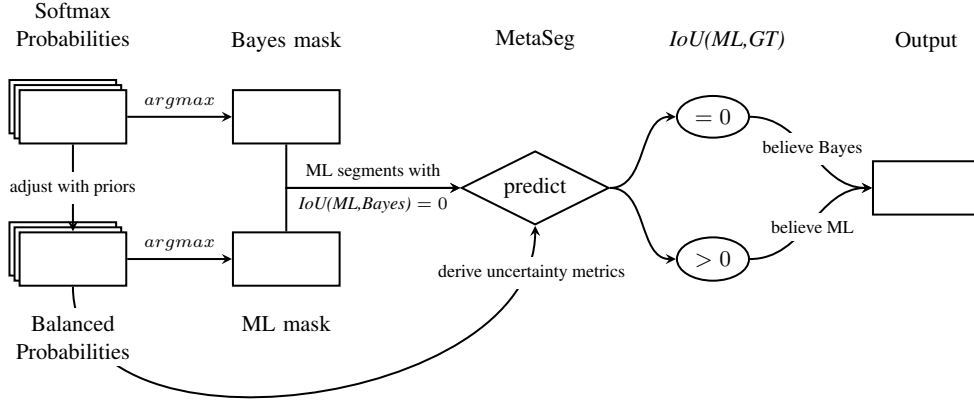 Softmax
Probabilities
Bayes mask
MetaSeg
IoU(ML,GT)
Output
argmax
= 0
believe Bayes
ML segments with
IoU(ML,Bayes) = 0
predict
adjust with priors
believe ML
argmax
> 0
derive uncertainty metrics
Balanced
Probabilities
ML mask